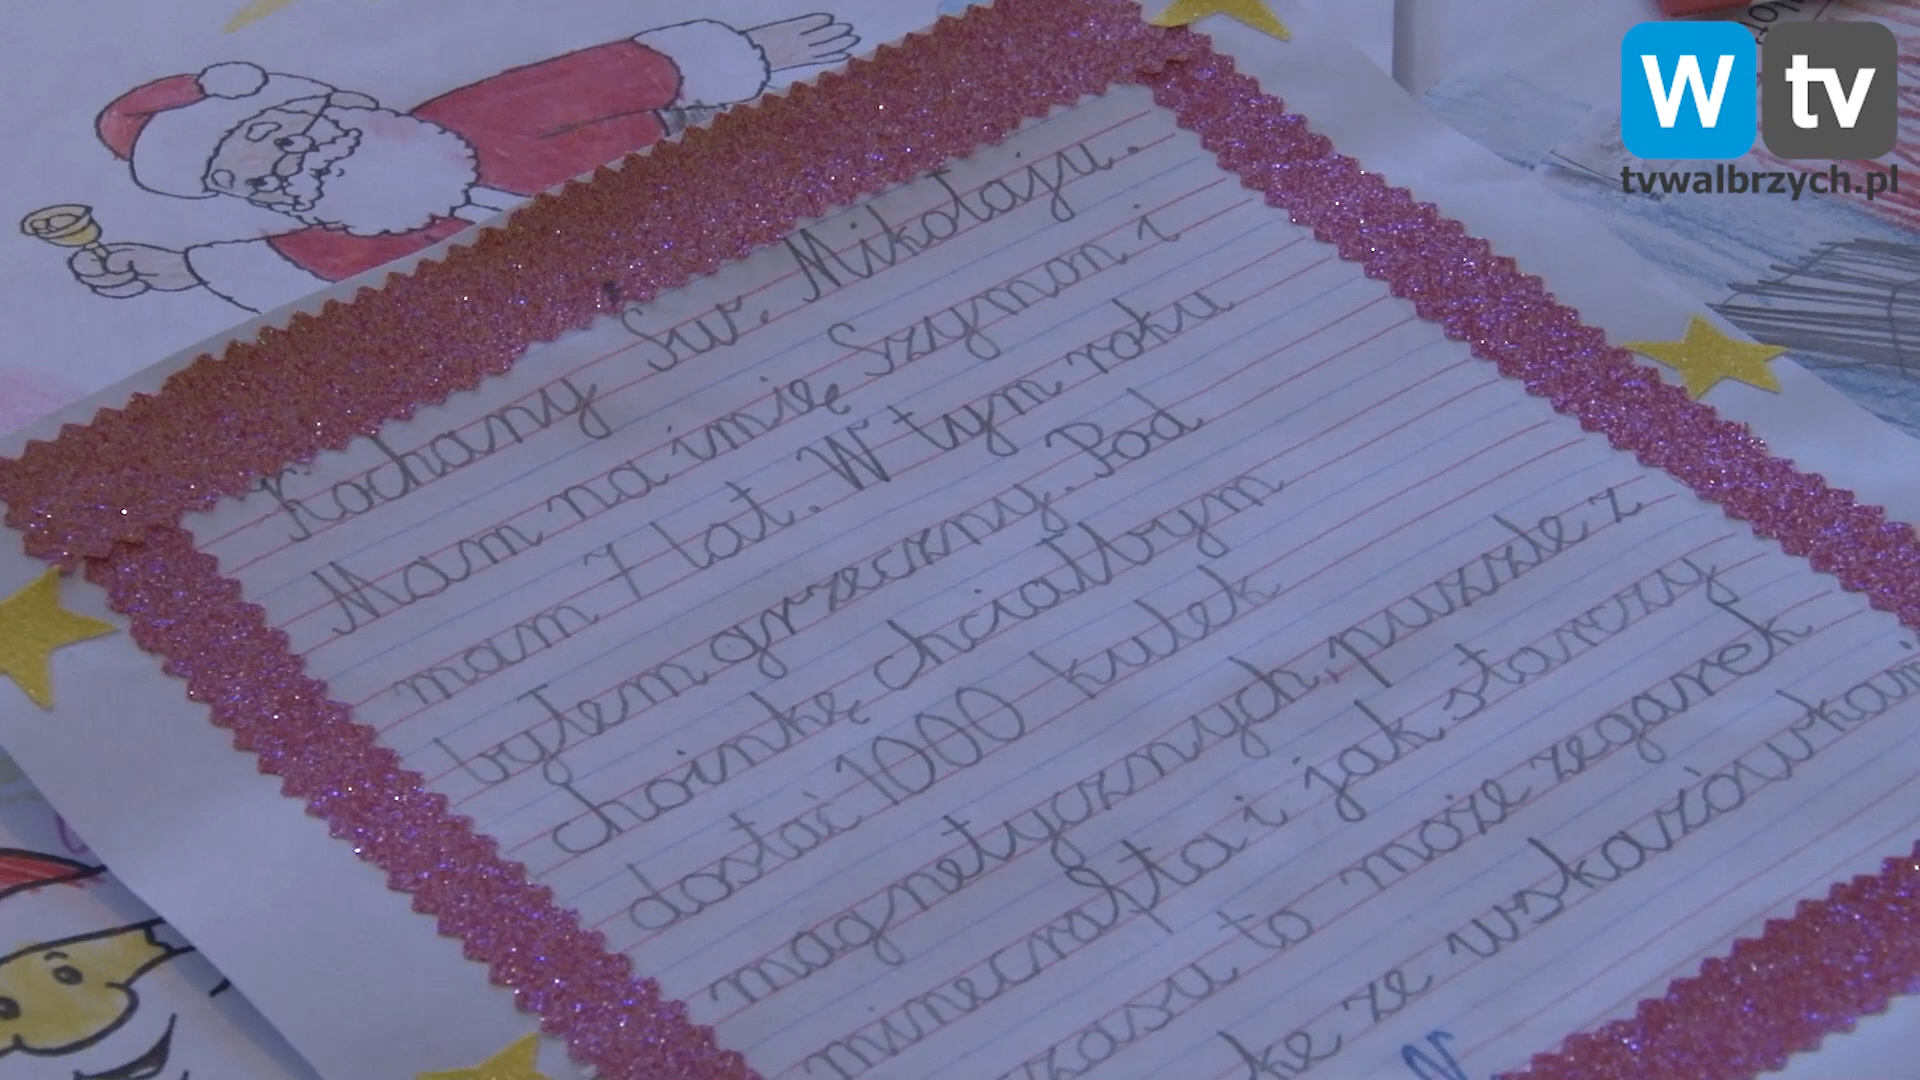 W tv
tvwalbrzych.pl
Kochany Św. Mikołaju.
Mam na imię Szymon i
mam 7 lat. W tym roku
byłem grzeczny. Pod
choinkę chciałbym
dostać 1000 kulek
magnetycznych, puzzle z
minecrafta i jak starczy
czasu to może zegarek
ze wskazówkami